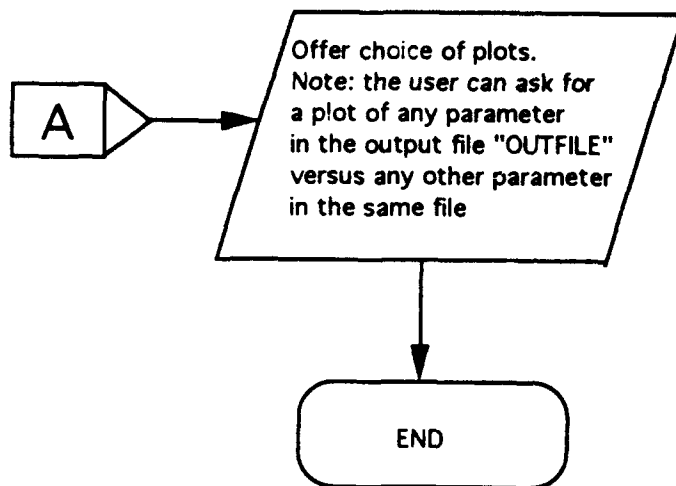 A
Offer choice of plots.
Note: the user can ask for
a plot of any parameter
in the output file "OUTFILE"
versus any other parameter
in the same file
END